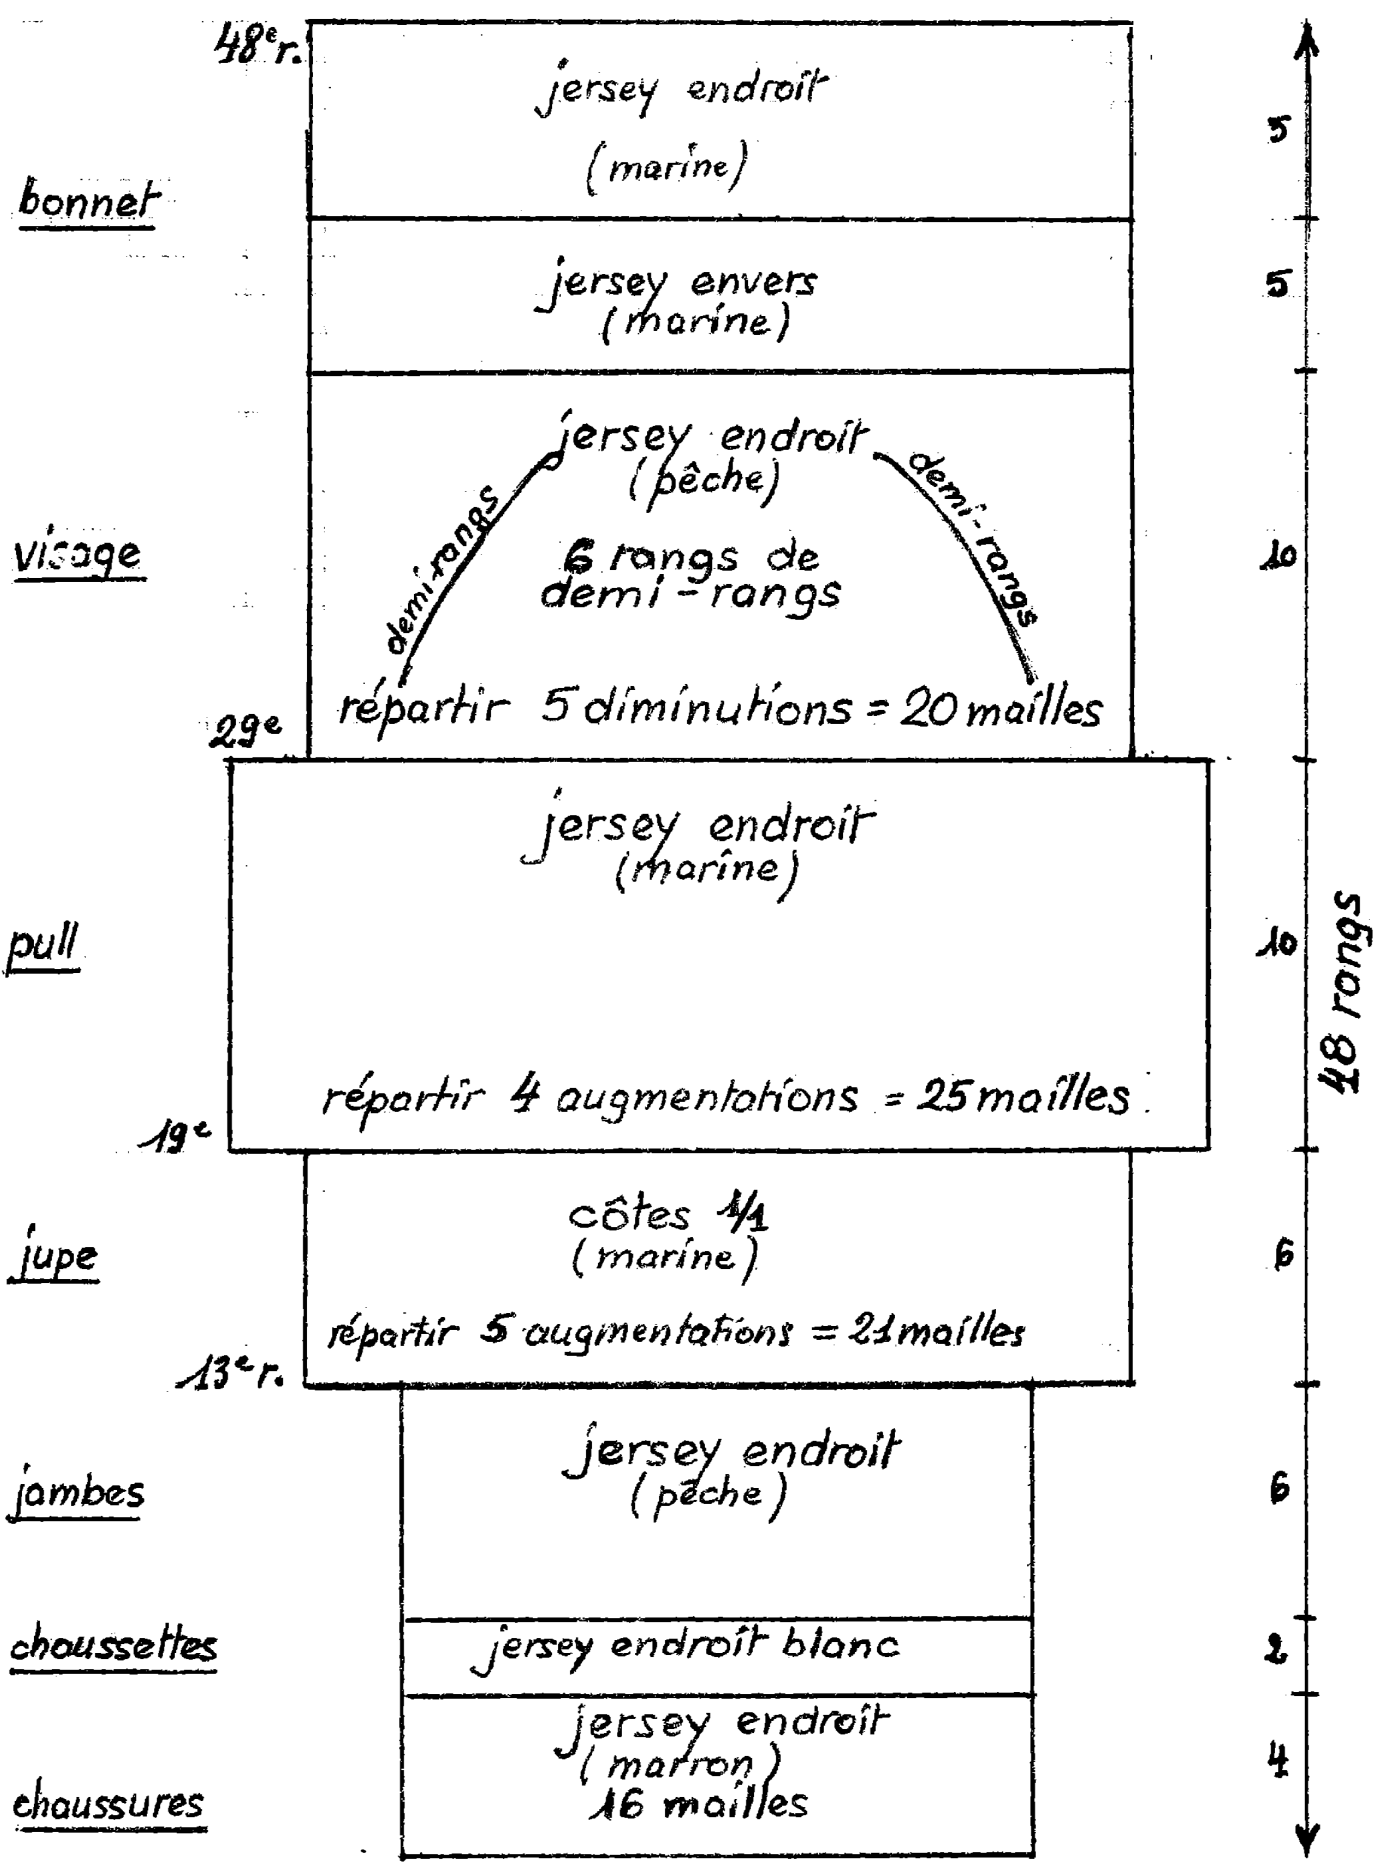 48e r.
jersey endroit
(marine)
5
bonnet
jersey envers
(marine)
5
jersey endroit
(pêche)
demi-rangs
demi-rangs
visage
6 rangs de
demi-rangs
10
répartir 5 diminutions = 20 mailles
29e
jersey endroit
(marine)
pull
10
48 rangs
répartir 4 augmentations = 25 mailles
19e
côtes 1/1
(marine)
jupe
6
répartir 5 augmentations = 21 mailles
13e r.
jersey endroit
(pêche)
jambes
6
chaussettes
jersey endroit blanc
2
jersey endroit
(marron)
16 mailles
4
chaussures